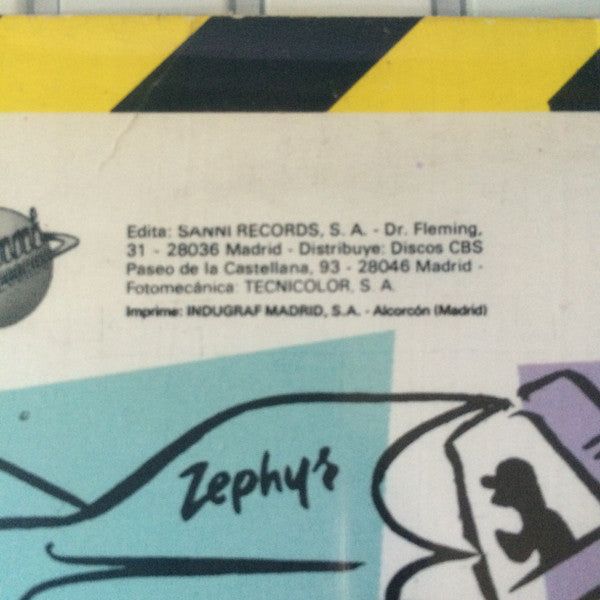 Edita: SANNI RECORDS, S. A. - Dr. Fleming,
31 - 28036 Madrid - Distribuye: Discos CBS
Paseo de la Castellana, 93 - 28046 Madrid -
Fotomecánica: TECNICOLOR, S. A.
Imprime: INDUGRAF MADRID, S.A. - Alcorcón (Madrid)
Zephyr